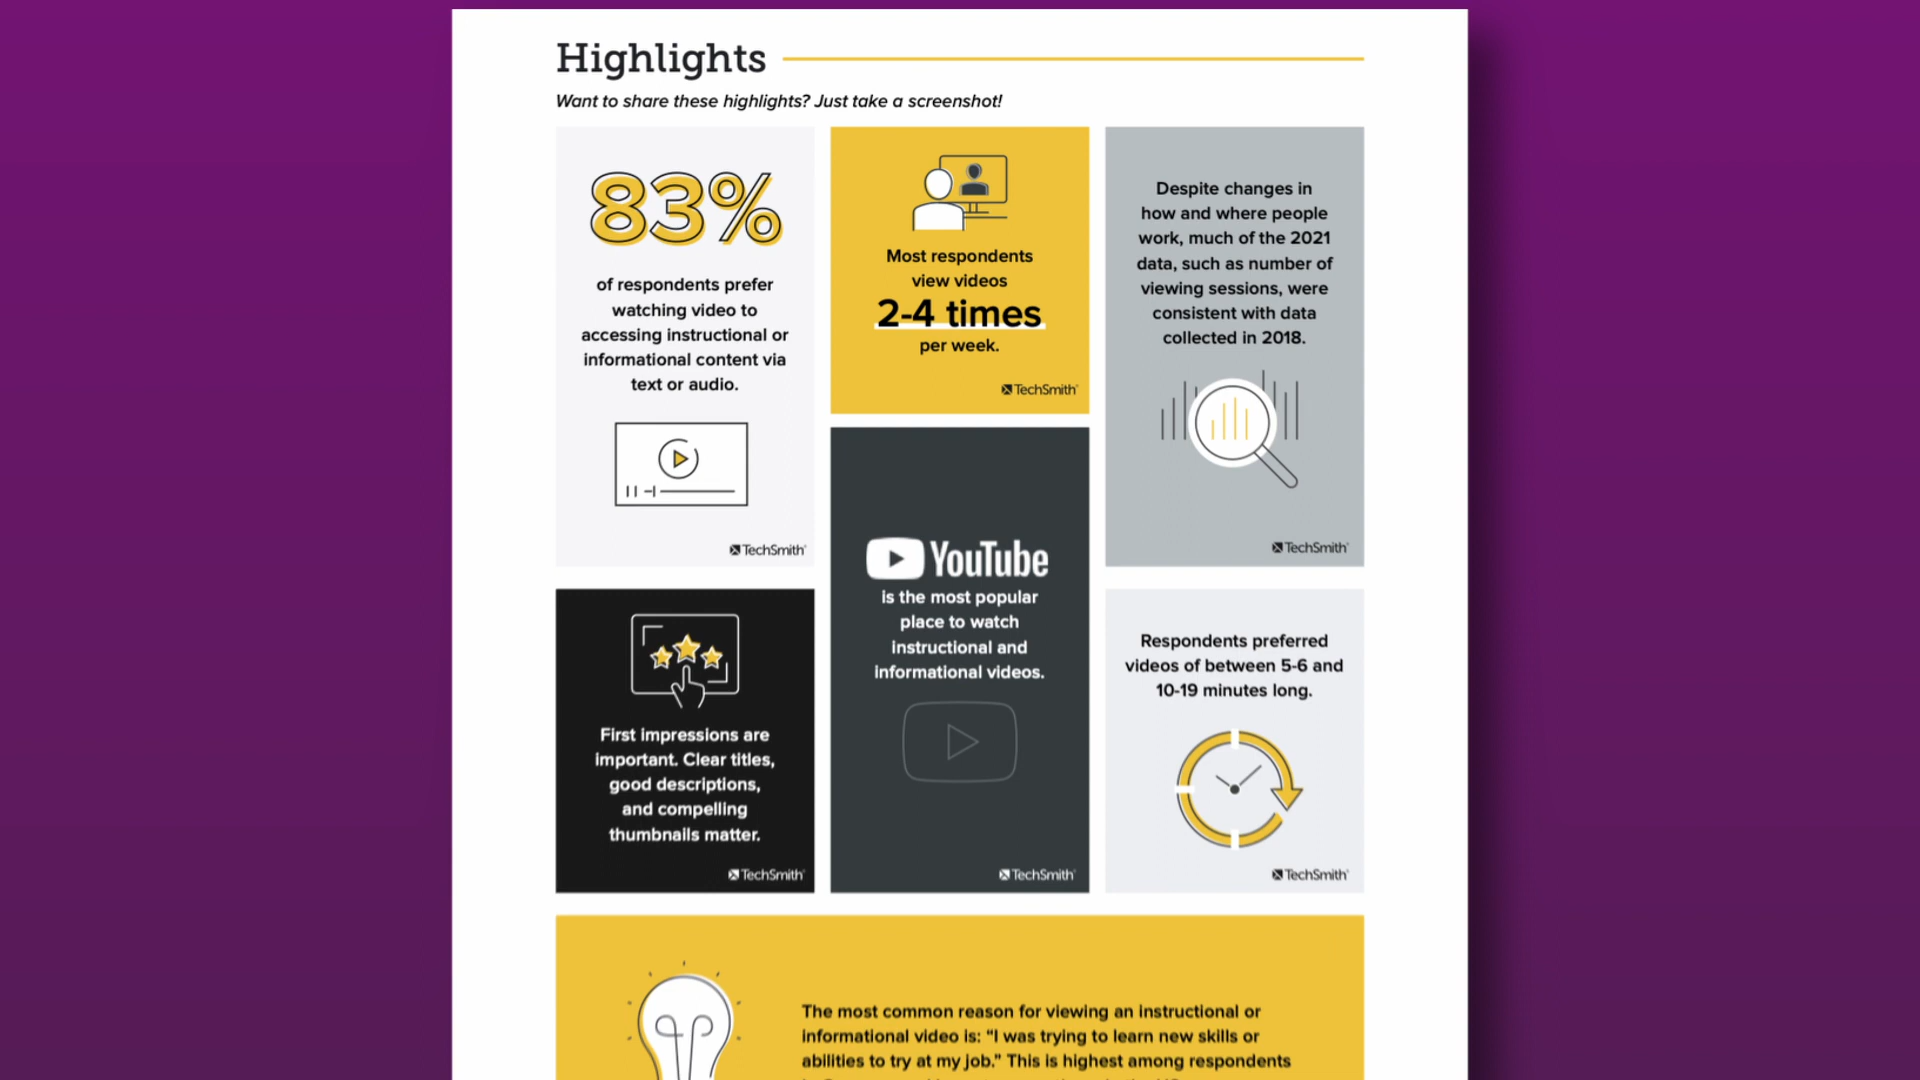 Highlights
Want to share these highlights? Just take a screenshot!
83%
of respondents prefer
watching video to
accessing instructional or
informational content via
text or audio.
TechSmith
Most respondents
view videos
2-4 times
per week.
TechSmith
Despite changes in
how and where people
work, much of the 2021
data, such as number of
viewing sessions, were
consistent with data
collected in 2018.
TechSmith
First impressions are
important. Clear titles,
good descriptions,
and compelling
thumbnails matter.
TechSmith
YouTube
is the most popular
place to watch
instructional and
informational videos.
TechSmith
Respondents preferred
videos of between 5-6 and
10-19 minutes long.
TechSmith
The most common reason for viewing an instructional or
informational video is: “I was trying to learn new skills or
abilities to try at my job.” This is highest among respondents